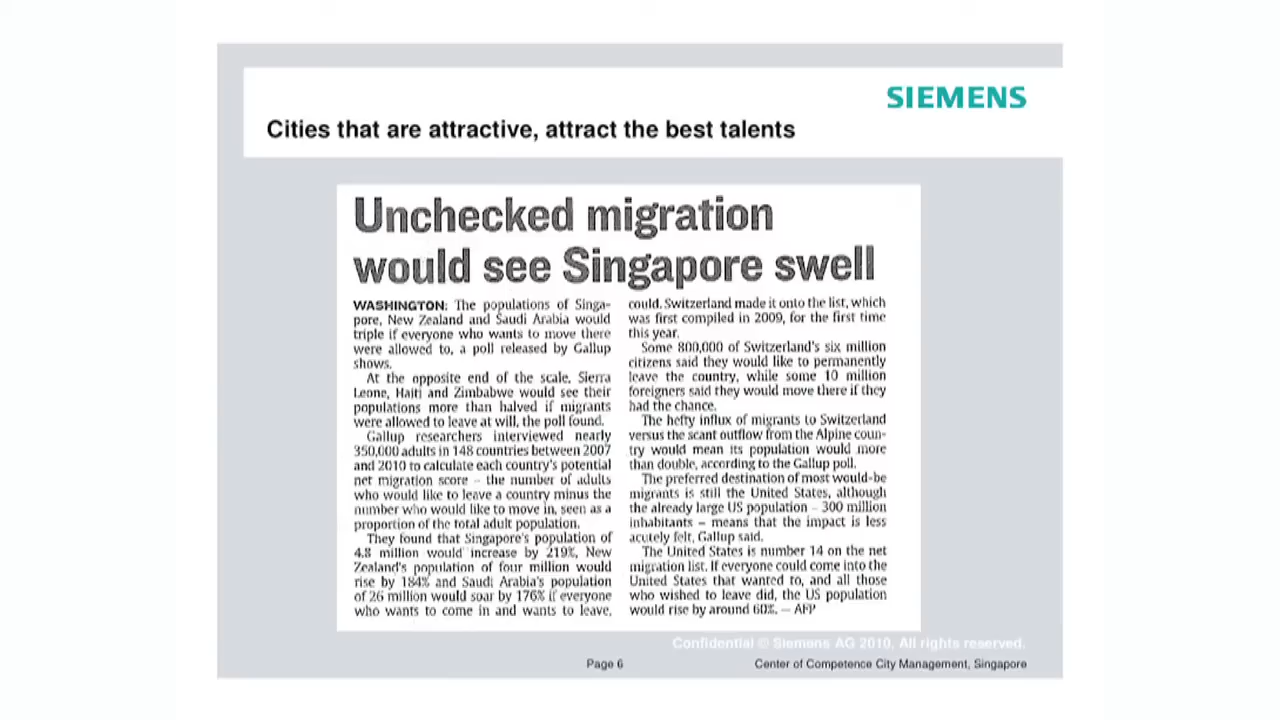 SIEMENS
Cities that are attractive, attract the best talents
Unchecked migration
would see Singapore swell
WASHINGTON: The populations of Singa-
pore, New Zealand and Saudi Arabia would
triple if everyone who wants to move there
were allowed to, a poll released by Gallup
shows.
At the opposite end of the scale, Sierra
Leone, Haiti and Zimbabwe would see their
populations more than halved if migrants
were allowed to leave at will, the poll found.
Gallup researchers interviewed nearly
350,000 adults in 148 countries between 2007
and 2010 to calculate each country's potential
net migration score – the number of adults
who would like to leave a country minus the
number who would like to move in, seen as a
proportion of the total adult population.
They found that Singapore's population of
4.8 million would increase by 219%, New
Zealand's population of four million would
rise by 184% and Saudi Arabia's population
of 26 million would soar by 176% if everyone
who wants to come in and wants to leave,
could. Switzerland made it onto the list, which
was first compiled in 2009, for the first time
this year.
Some 800,000 of Switzerland's six million
citizens said they would like to permanently
leave the country, while some 10 million
foreigners said they would move there if they
had the chance.
The hefty influx of migrants to Switzerland
versus the scant outflow from the Alpine coun-
try would mean its population would more
than double, according to the Gallup poll.
The preferred destination of most would-be
migrants is still the United States, although
the already large US population – 300 million
inhabitants – means that the impact is less
acutely felt, Gallup said.
The United States is number 14 on the net
migration list. If everyone could come into the
United States that wanted to, and all those
who wished to leave did, the US population
would rise by around 60%. – AFP
Confidential © Siemens AG 2010. All rights reserved.
Page 6
Center of Competence City Management, Singapore